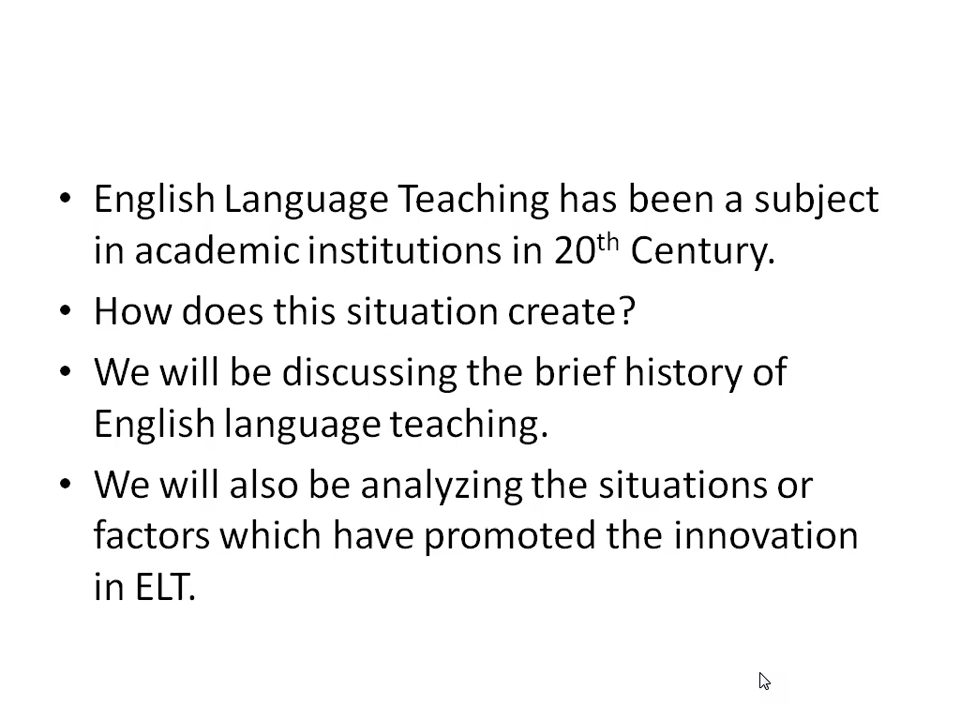 • English Language Teaching has been a subject
in academic institutions in 20th Century.
• How does this situation create?
• We will be discussing the brief history of
English language teaching.
• We will also be analyzing the situations or
factors which have promoted the innovation
in ELT.